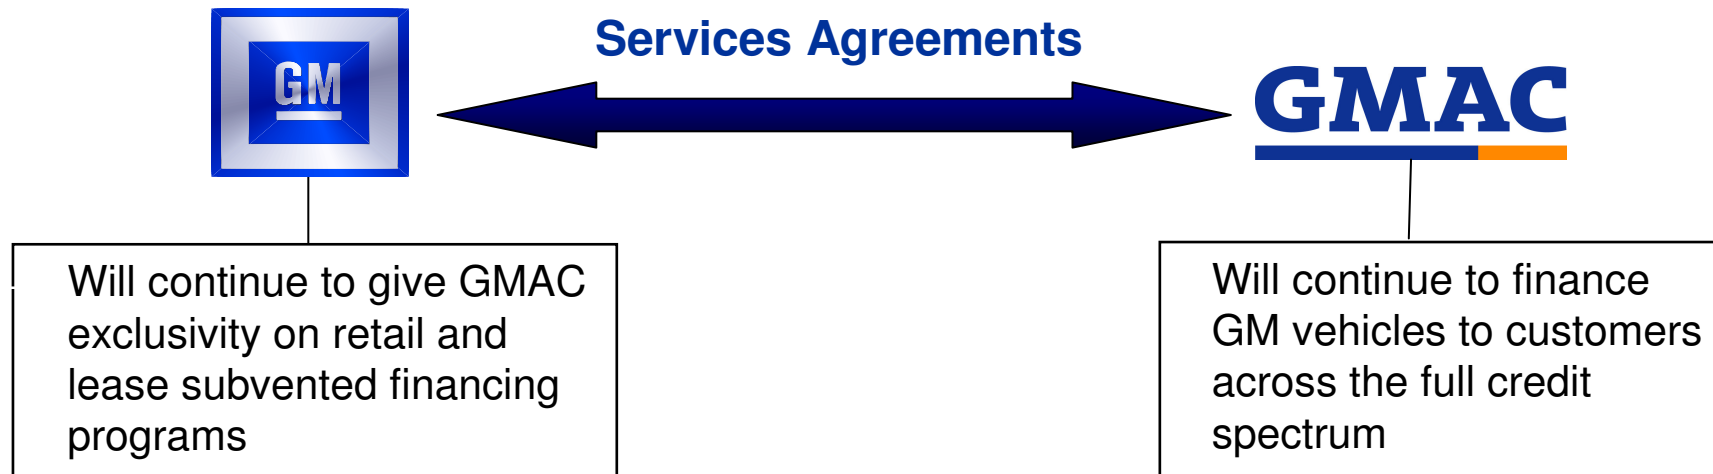 Services Agreements
GM
GMAC
Will continue to give GMAC
exclusivity on retail and
lease subvented financing
programs
Will continue to finance
GM vehicles to customers
across the full credit
spectrum